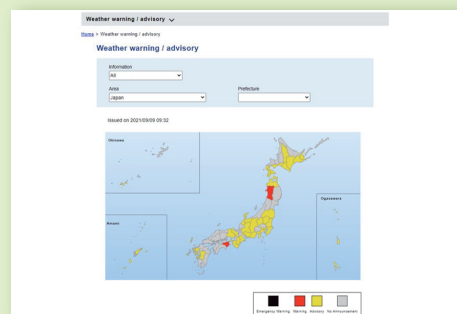 Weather warning / advisory
Home > Weather warning / advisory
Weather warning / advisory
Information
All
Area
Prefecture
Japan
Issued on 2021/09/09 09:32
Okinawa
Ogasawara
Amami
Emergency Warning Warning Advisory No Announcement